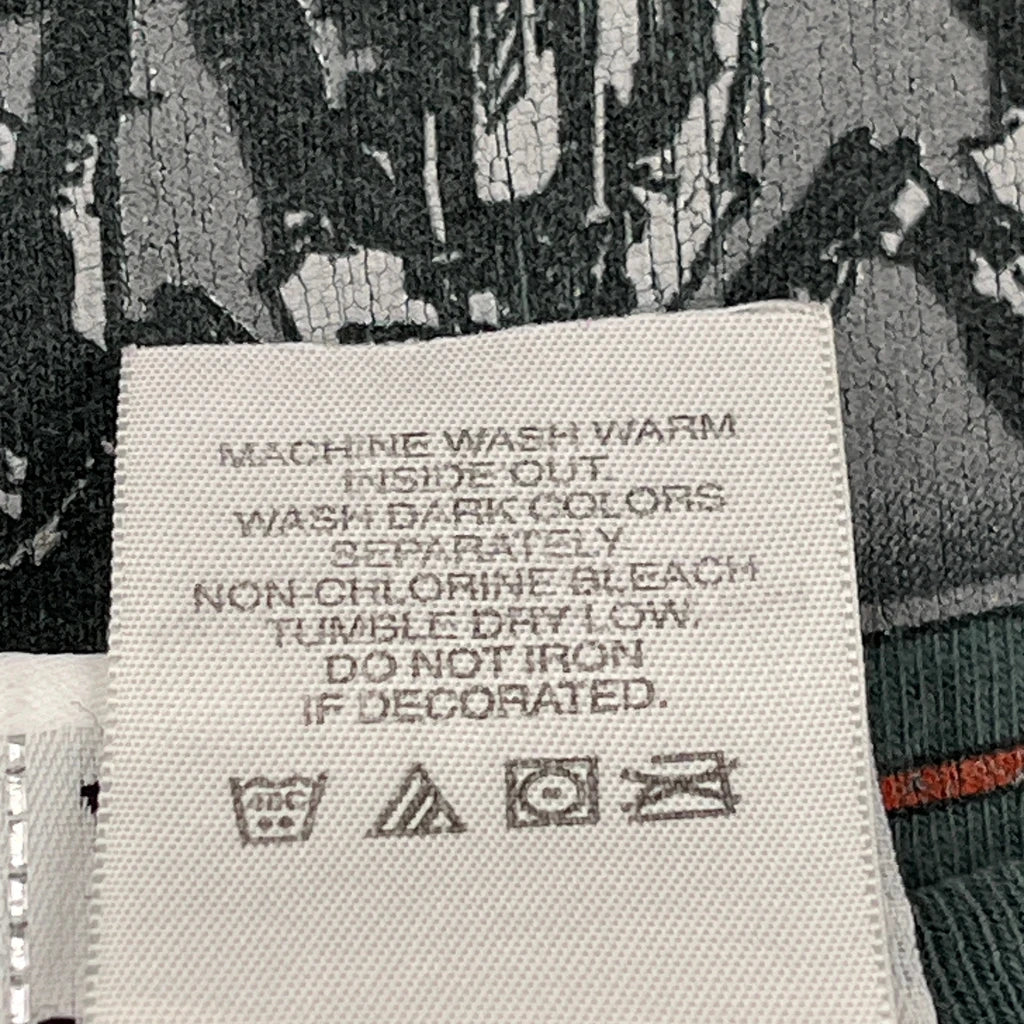 MACHINE WASH WARM
INSIDE OUT.
WASH DARK COLORS
SEPARATELY.
NON-CHLORINE BLEACH
TUMBLE DRY LOW.
DO NOT IRON
IF DECORATED.
40C